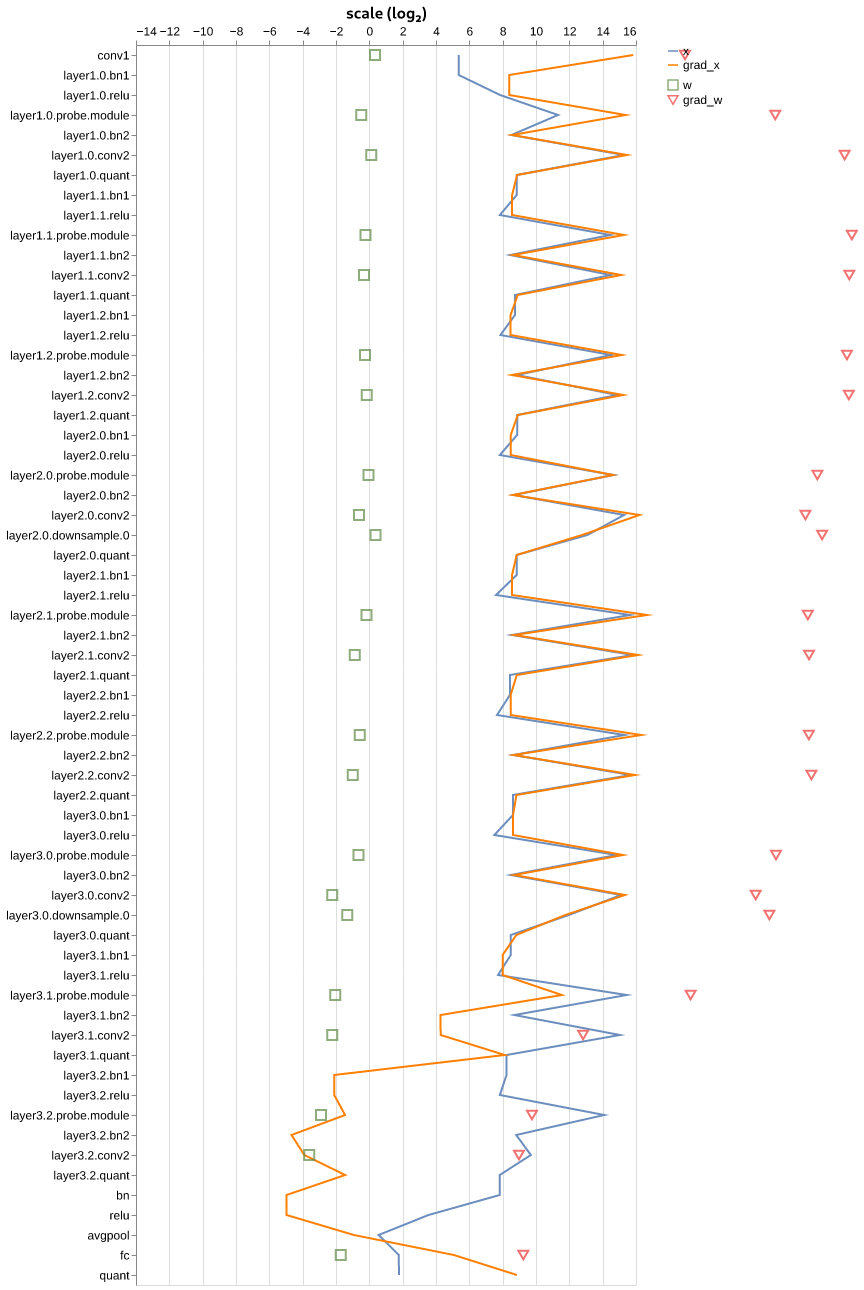 scale (log₂)
−14 −12 −10 −8 −6 −4 −2 0 2 4 6 8 10 12 14 16
x
grad_x
w
grad_w
conv1
layer1.0.bn1
layer1.0.relu
layer1.0.probe.module
layer1.0.bn2
layer1.0.conv2
layer1.0.quant
layer1.1.bn1
layer1.1.relu
layer1.1.probe.module
layer1.1.bn2
layer1.1.conv2
layer1.1.quant
layer1.2.bn1
layer1.2.relu
layer1.2.probe.module
layer1.2.bn2
layer1.2.conv2
layer1.2.quant
layer2.0.bn1
layer2.0.relu
layer2.0.probe.module
layer2.0.bn2
layer2.0.conv2
layer2.0.downsample.0
layer2.0.quant
layer2.1.bn1
layer2.1.relu
layer2.1.probe.module
layer2.1.bn2
layer2.1.conv2
layer2.1.quant
layer2.2.bn1
layer2.2.relu
layer2.2.probe.module
layer2.2.bn2
layer2.2.conv2
layer2.2.quant
layer3.0.bn1
layer3.0.relu
layer3.0.probe.module
layer3.0.bn2
layer3.0.conv2
layer3.0.downsample.0
layer3.0.quant
layer3.1.bn1
layer3.1.relu
layer3.1.probe.module
layer3.1.bn2
layer3.1.conv2
layer3.1.quant
layer3.2.bn1
layer3.2.relu
layer3.2.probe.module
layer3.2.bn2
layer3.2.conv2
layer3.2.quant
bn
relu
avgpool
fc
quant